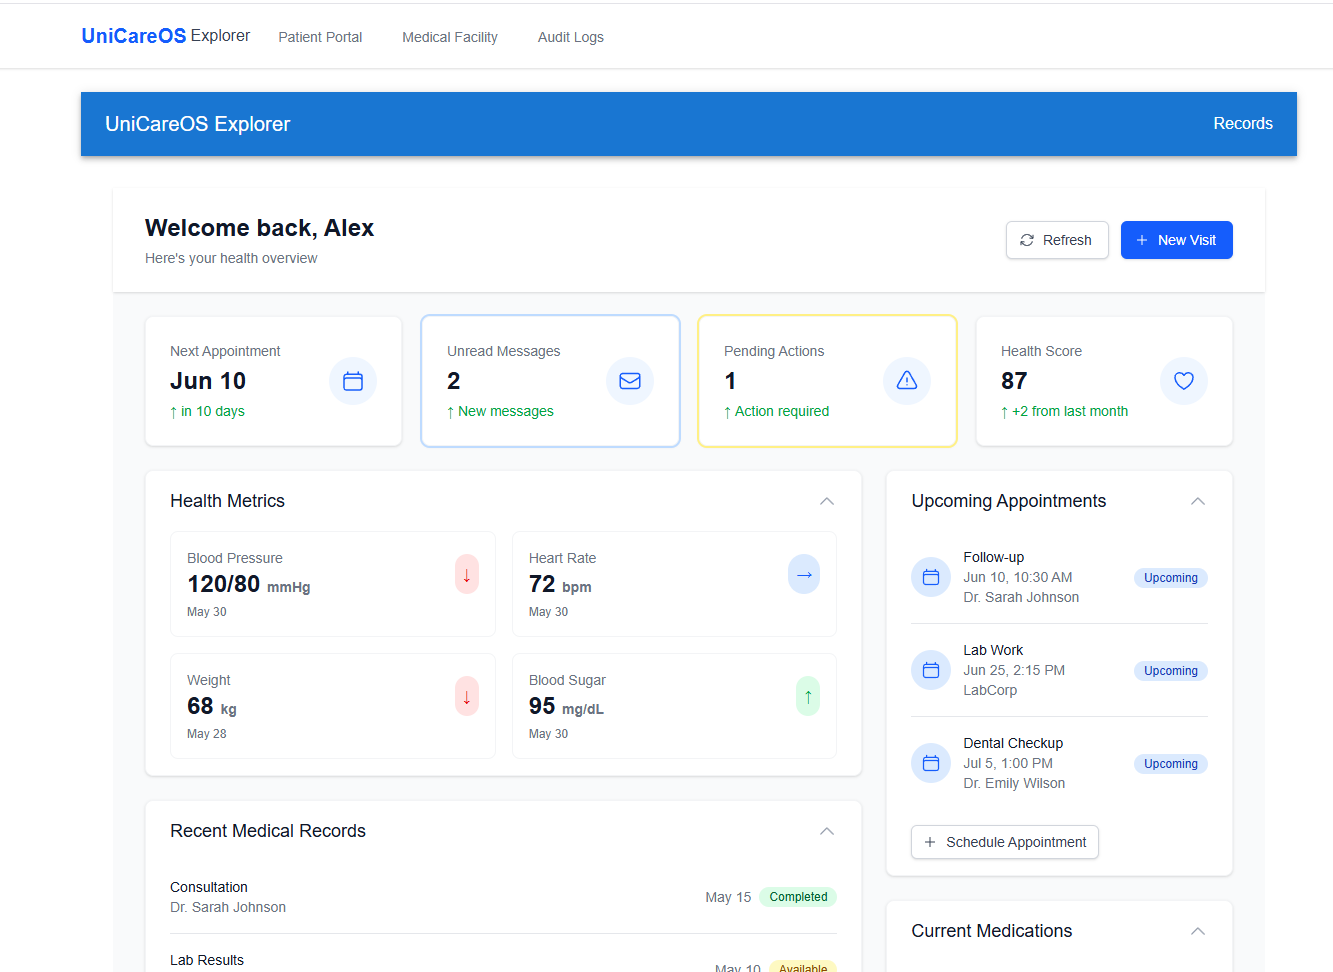 UniCareOS Explorer Patient Portal Medical Facility Audit Logs
UniCareOS Explorer Records
Welcome back, Alex
Here's your health overview
Refresh
+ New Visit
Next Appointment
Jun 10
↑ in 10 days
Unread Messages
2
↑ New messages
Pending Actions
1
↑ Action required
Health Score
87
↑ +2 from last month
Health Metrics
Blood Pressure
120/80 mmHg
May 30
↓
Heart Rate
72 bpm
May 30
→
Weight
68 kg
May 28
↓
Blood Sugar
95 mg/dL
May 30
↑
Recent Medical Records
Consultation
Dr. Sarah Johnson
May 15 Completed
Lab Results
May 10 Available
Upcoming Appointments
Follow-up
Jun 10, 10:30 AM
Dr. Sarah Johnson
Upcoming
Lab Work
Jun 25, 2:15 PM
LabCorp
Upcoming
Dental Checkup
Jul 5, 1:00 PM
Dr. Emily Wilson
Upcoming
+ Schedule Appointment
Current Medications